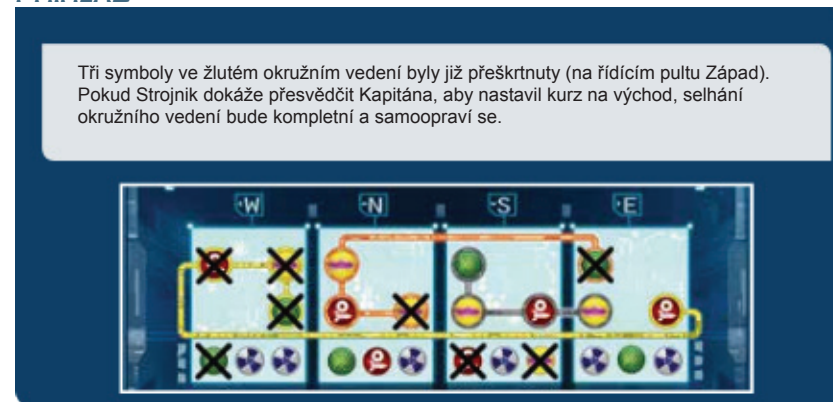 Tři symboly ve žlutém okružním vedení byly již přeškrtnuty (na řídícím pultu Západ).
Pokud Strojnik dokáže přesvědčit Kapitána, aby nastavil kurz na východ, selhání
okružního vedení bude kompletní a samoopraví se.
W N S E